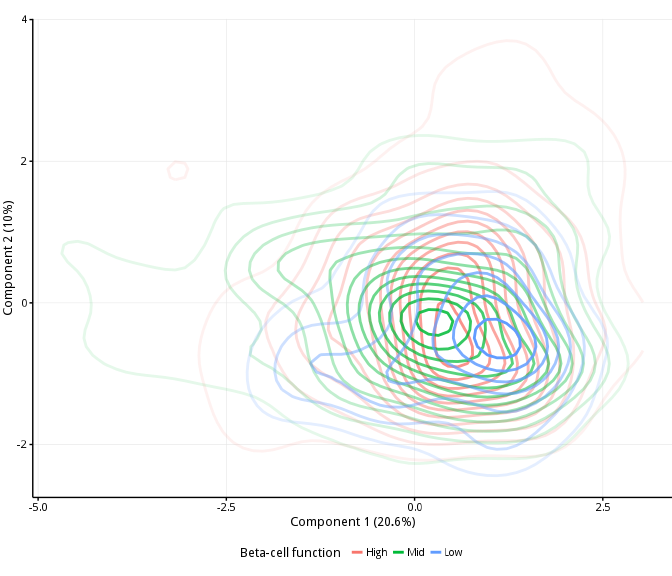 4
2
0
-2
Component 2 (10%)
-5.0 -2.5 0.0 2.5
Component 1 (20.6%)
Beta-cell function High Mid Low